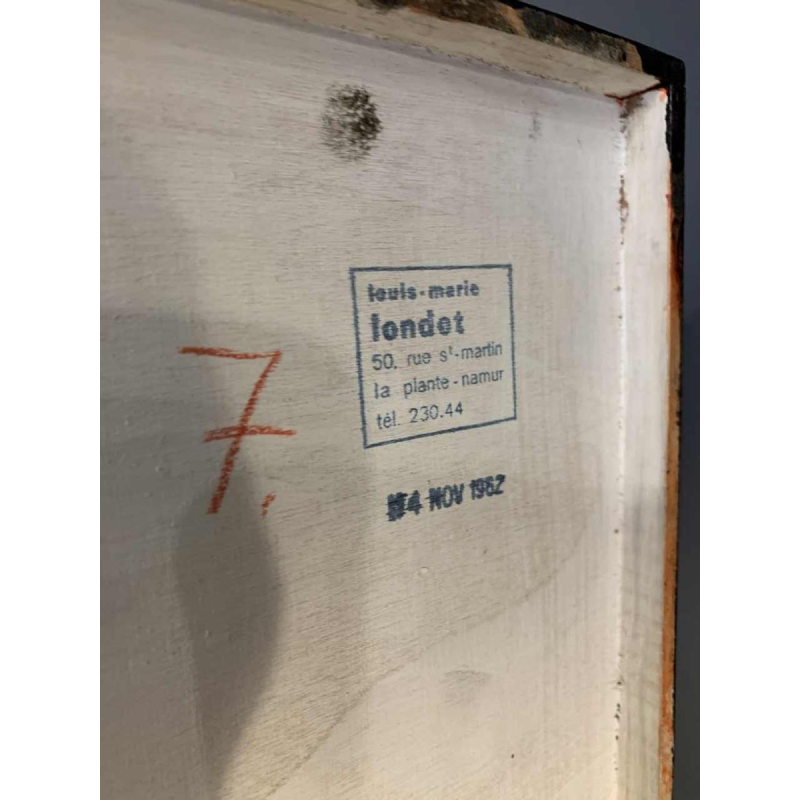 7.
louis-marie
londot
50, rue sᵗ-martin
la plante-namur
tél. 230.44
4 NOV 1962